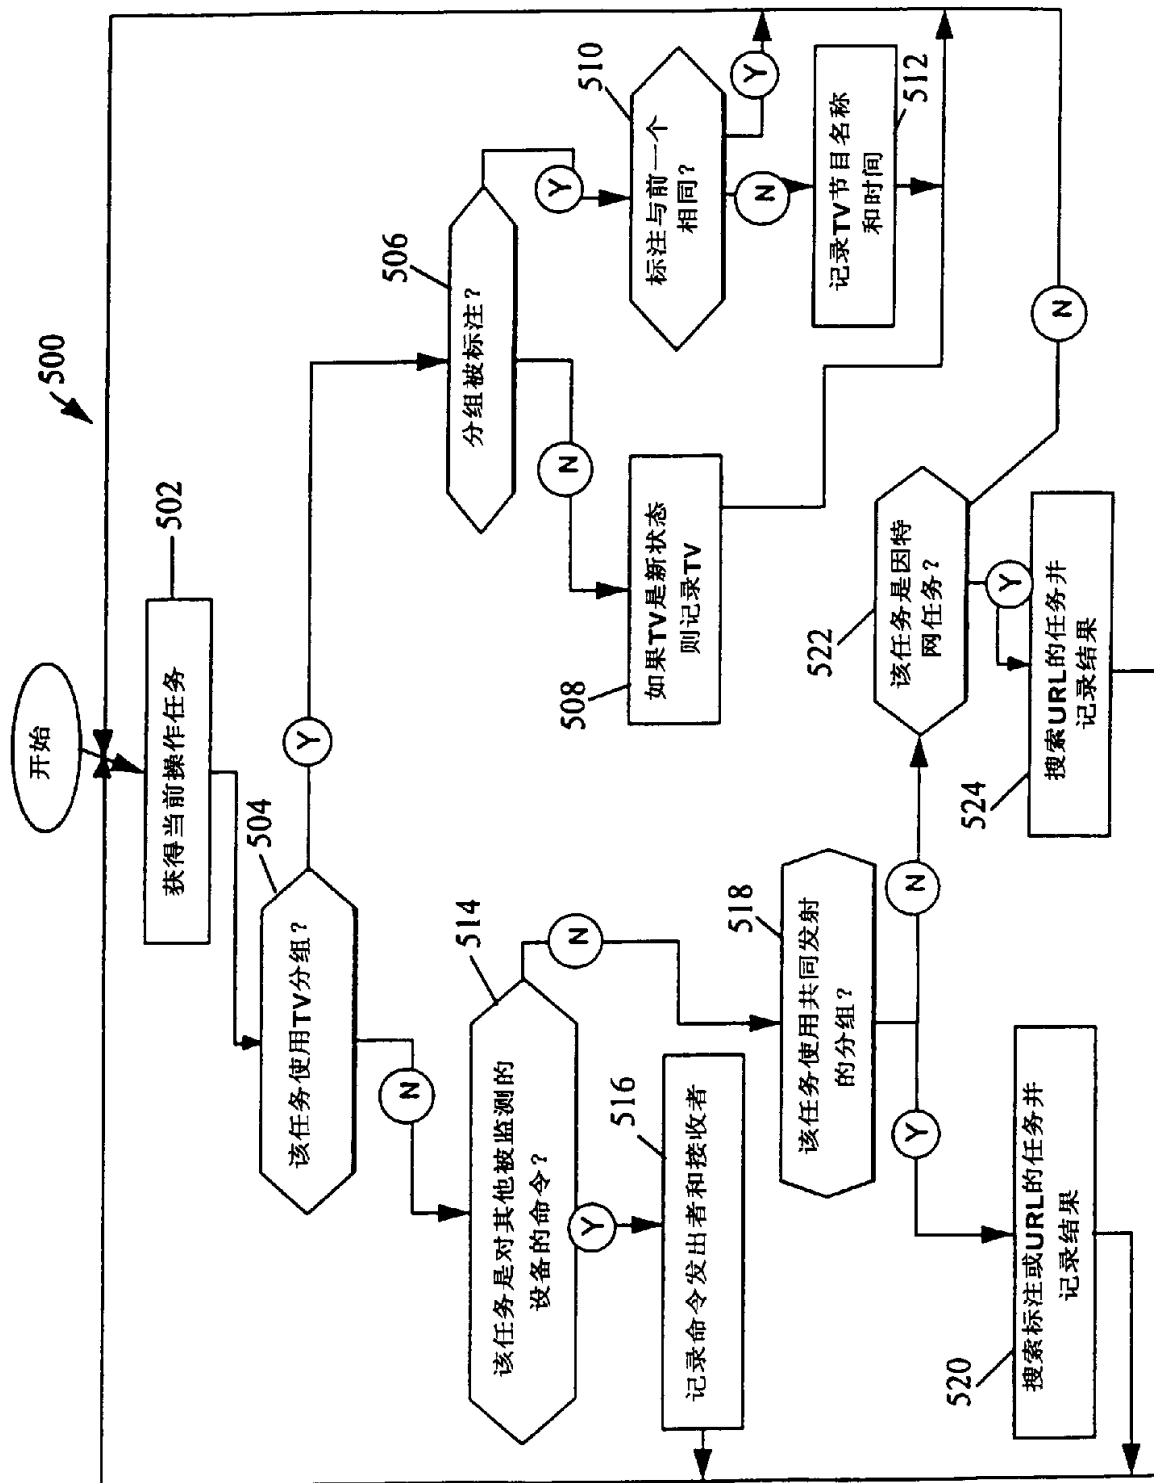 500
开始
502
获得当前操作任务
504
该任务使用TV分组?
Y
N
506
分组被标注?
Y
N
508
如果TV是新状态
则记录TV
510
标注与前一个
相同?
Y
N
512
记录TV节目名称
和时间
514
该任务是对其他被监测的
设备的命令?
N
Y
516
记录命令发出者和接收者
518
该任务使用共同发射
的分组?
N
Y
520
搜索标注或URL的任务并
记录结果
522
该任务是因特
网任务?
N
Y
524
搜索URL的任务并
记录结果